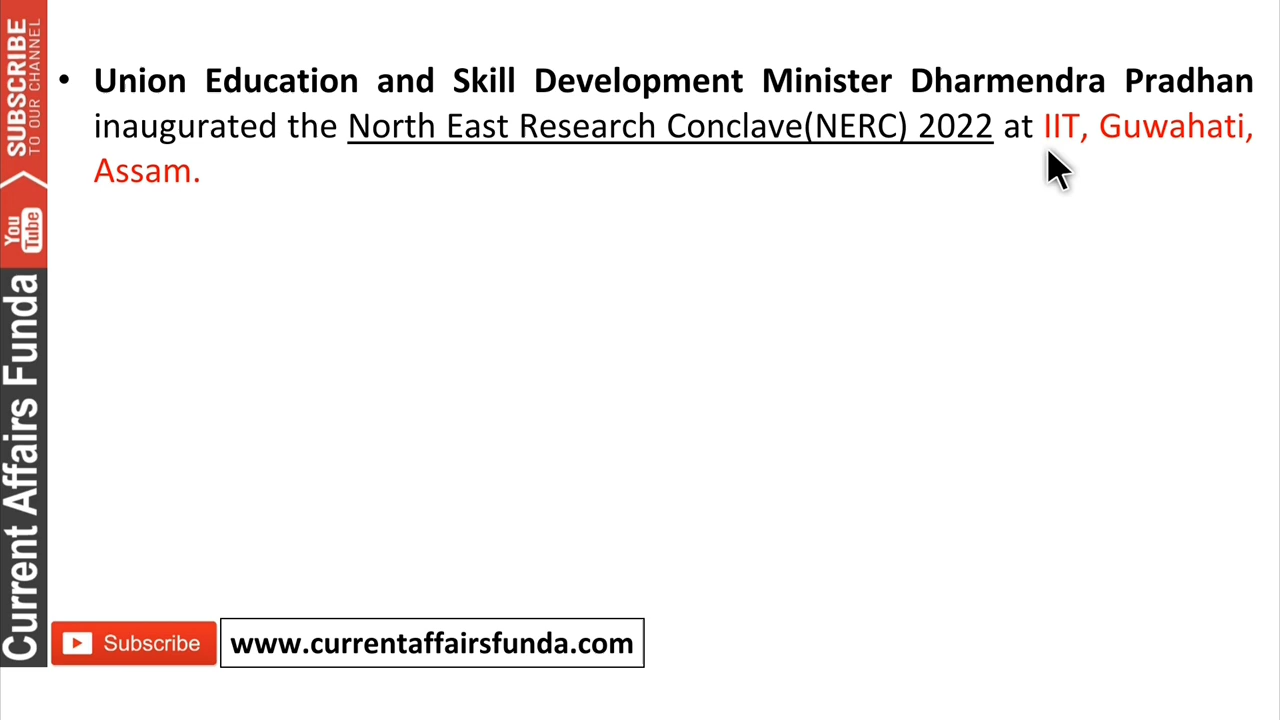 • Union Education and Skill Development Minister Dharmendra Pradhan
inaugurated the North East Research Conclave(NERC) 2022 at IIT, Guwahati,
Assam.
SUBSCRIBE
TO OUR CHANNEL
You
Tube
Current Affairs Funda
Subscribe
www.currentaffairsfunda.com